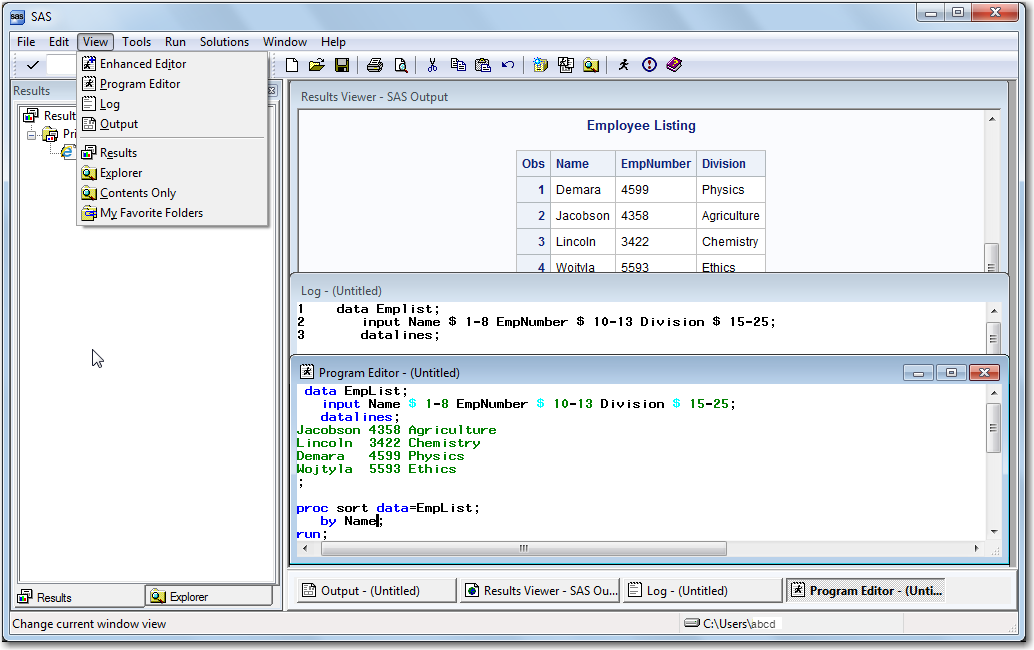 SAS
File Edit View Tools Run Solutions Window Help
Enhanced Editor
Program Editor
Log
Output
Results
Explorer
Contents Only
My Favorite Folders
Results
Result
Pri
Results Viewer - SAS Output
Employee Listing
Obs Name EmpNumber Division
1 Demara 4599 Physics
2 Jacobson 4358 Agriculture
3 Lincoln 3422 Chemistry
4 Wojtyla 5593 Ethics
Log - (Untitled)
1 data Emplist;
2 input Name $ 1-8 EmpNumber $ 10-13 Division $ 15-25;
3 datalines;
Program Editor - (Untitled)
data EmpList;
input Name $ 1-8 EmpNumber $ 10-13 Division $ 15-25;
datalines;
Jacobson 4358 Agriculture
Lincoln 3422 Chemistry
Demara 4599 Physics
Wojtyla 5593 Ethics
;
proc sort data=EmpList;
by Name;
run;
Results Explorer
Output - (Untitled) Results Viewer - SAS Ou... Log - (Untitled) Program Editor - (Unti...
Change current window view C:\Users\abcd